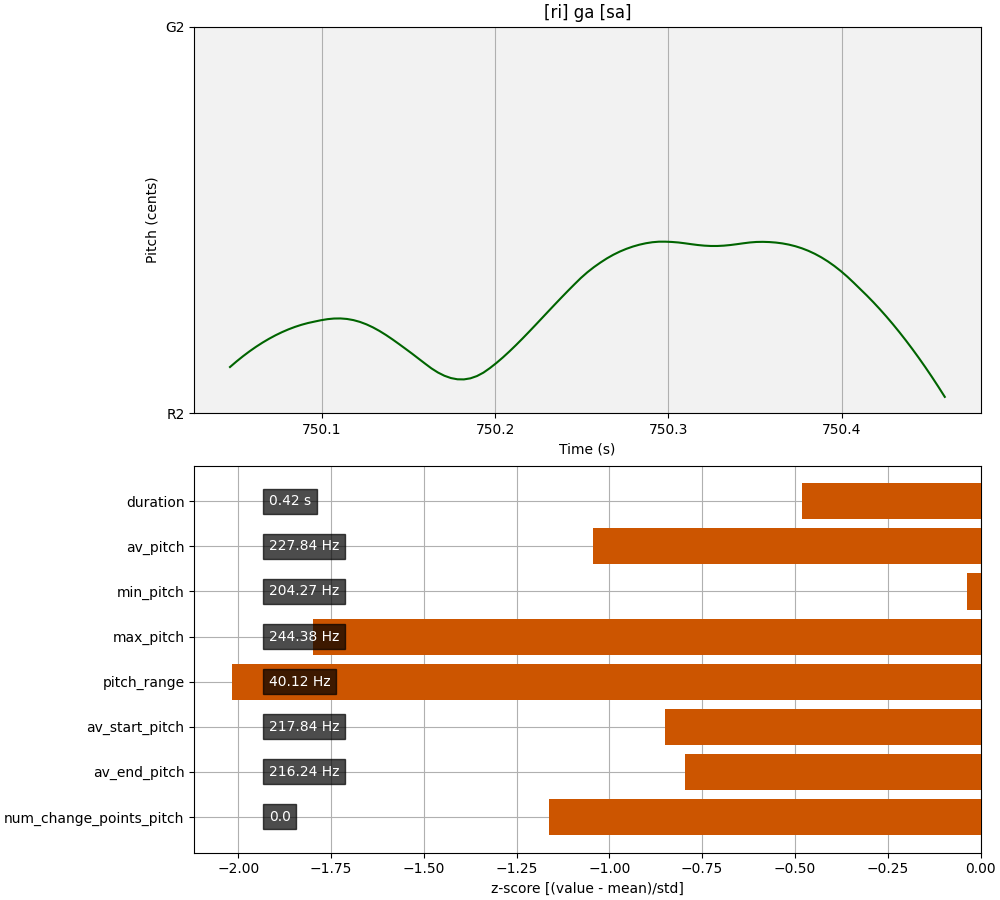 [ri] ga [sa]
G2
Pitch (cents)
R2
750.1 750.2 750.3 750.4
Time (s)
duration 0.42 s
av_pitch 227.84 Hz
min_pitch 204.27 Hz
max_pitch 244.38 Hz
pitch_range 40.12 Hz
av_start_pitch 217.84 Hz
av_end_pitch 216.24 Hz
num_change_points_pitch 0.0
−2.00 −1.75 −1.50 −1.25 −1.00 −0.75 −0.50 −0.25 0.00
z-score [(value - mean)/std]